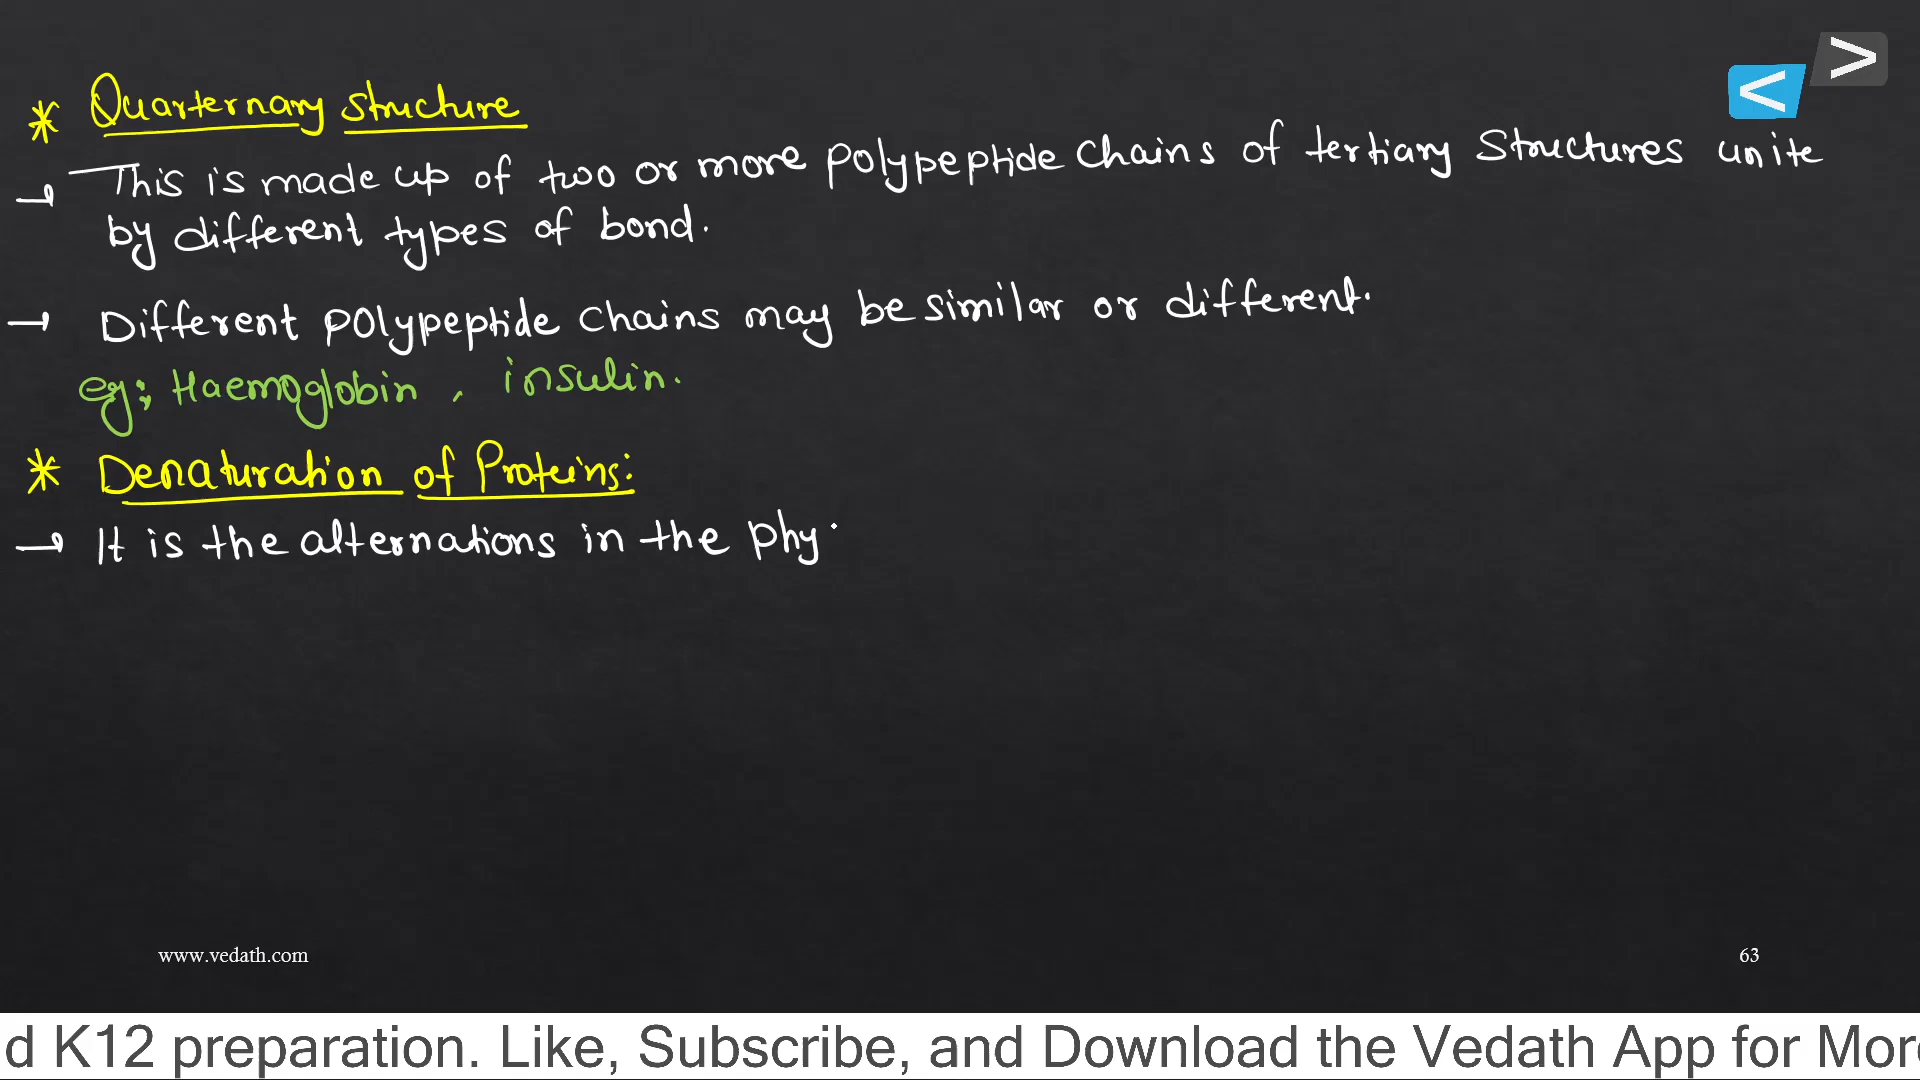 * Quarternary structure
→ This is made up of two or more polypeptide chains of tertiary structures unite
by different types of bond.
→ Different polypeptide chains may be similar or different.
eg; Haemoglobin, insulin.
* Denaturation of Proteins:
→ It is the alternations in the phy
www.vedath.com
63
d K12 preparation. Like, Subscribe, and Download the Vedath App for More